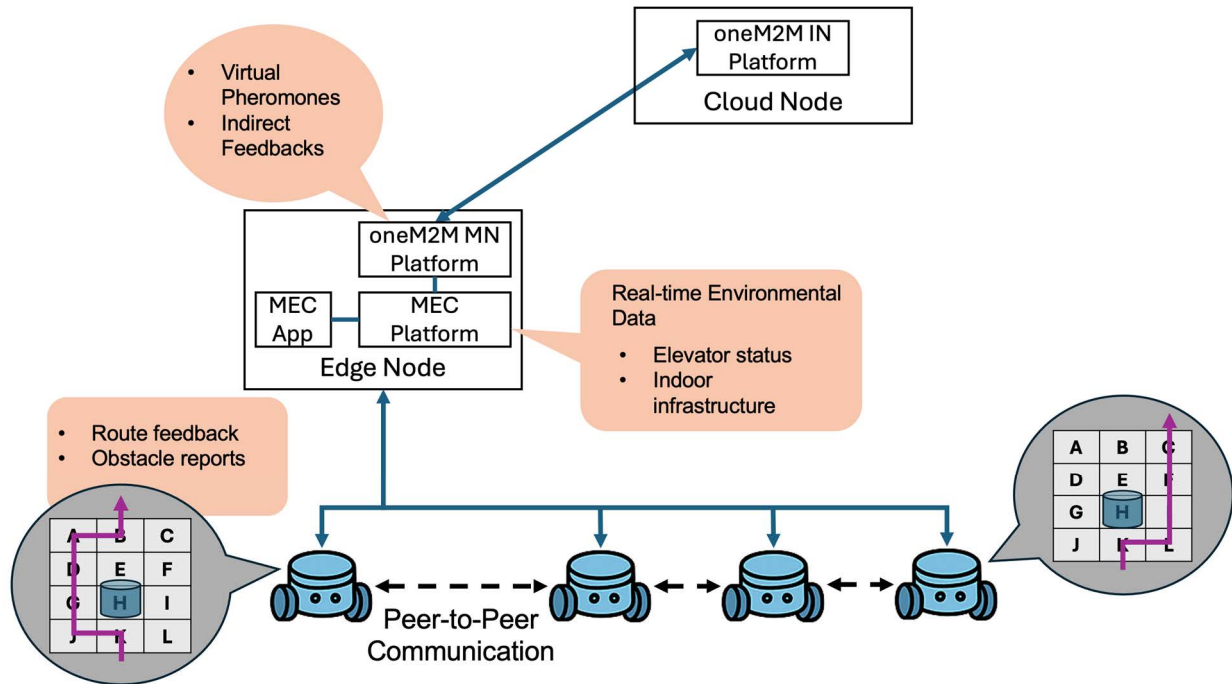 oneM2M IN
Platform
Cloud Node
• Virtual
Pheromones
• Indirect
Feedbacks
oneM2M MN
Platform
MEC
App
MEC
Platform
Edge Node
Real-time Environmental
Data
• Elevator status
• Indoor
infrastructure
• Route feedback
• Obstacle reports
A B C
D E F
G H I
J K L
A B C
D E F
G H
J K L
Peer-to-Peer
Communication